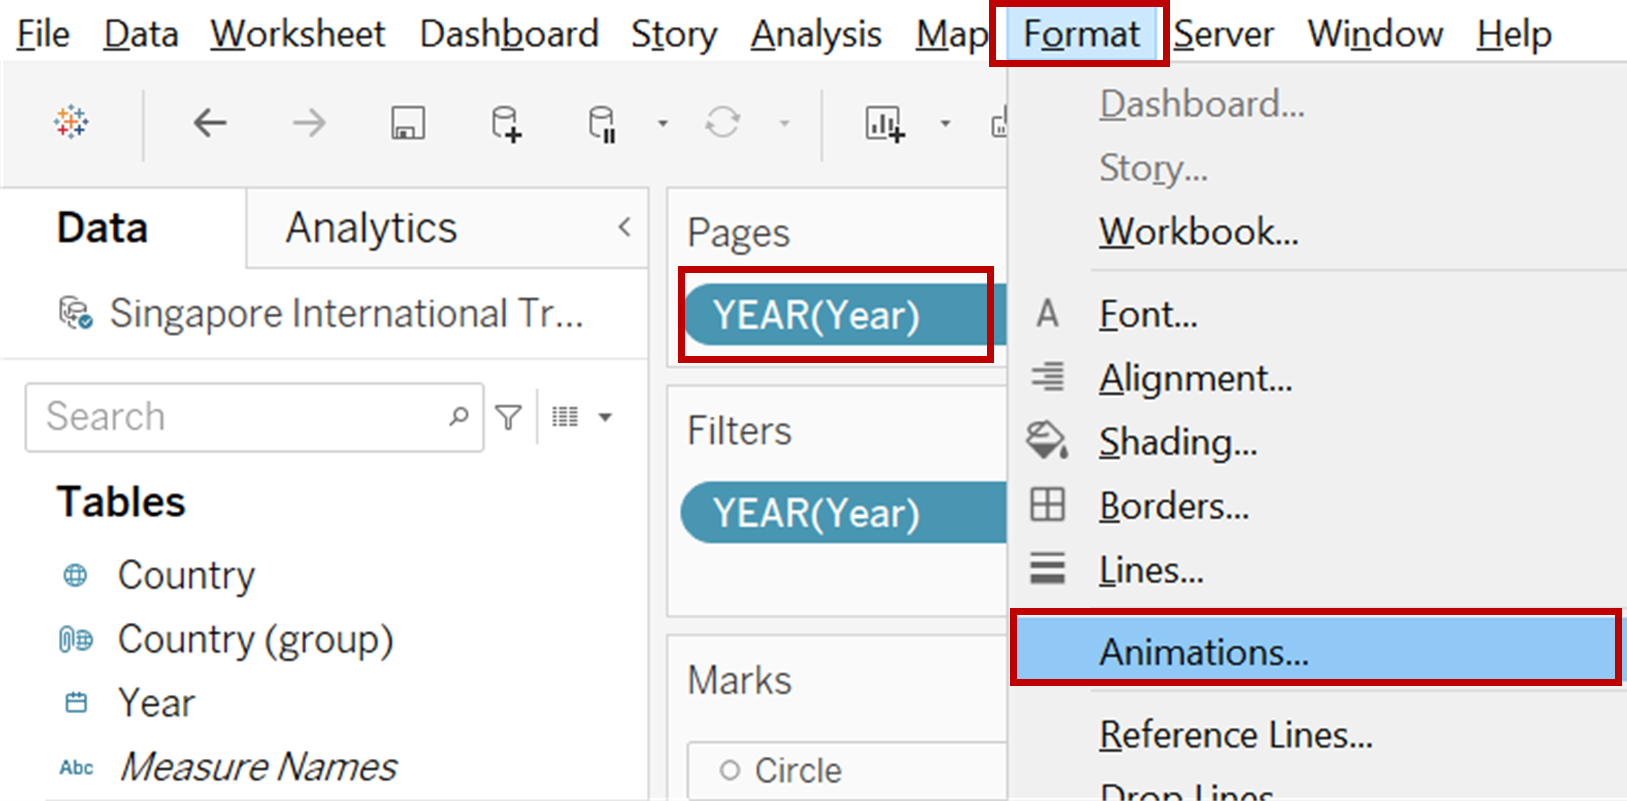 File Data Worksheet Dashboard Story Analysis Map Format Server Window Help
Data Analytics
Singapore International Tr...
Search
Tables
Country
Country (group)
Year
Abc Measure Names
Pages
YEAR(Year)
Filters
YEAR(Year)
Marks
Circle
Dashboard...
Story...
Workbook...
A Font...
Alignment...
Shading...
Borders...
Lines...
Animations...
Reference Lines...
Drop Lines